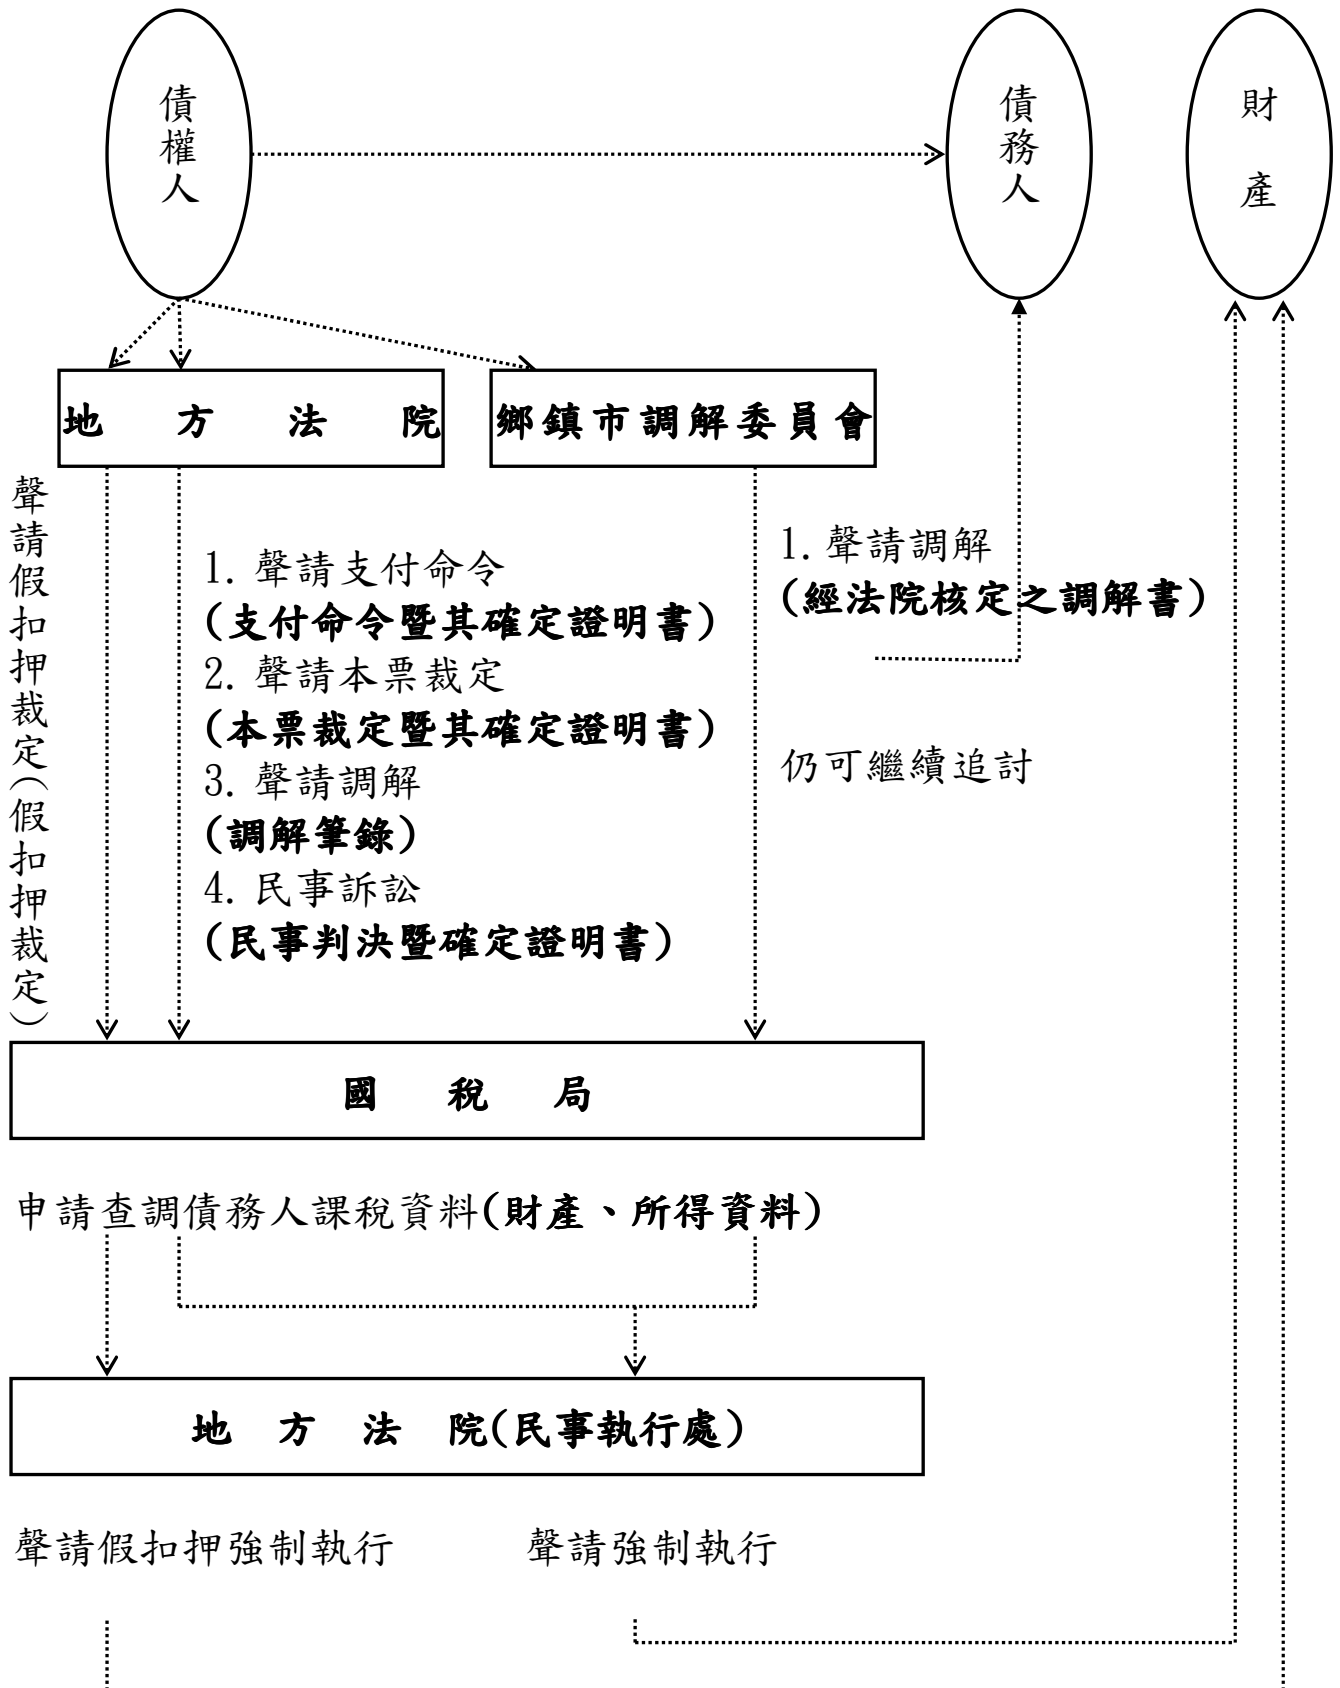 債權人
債務人
財產
地方法院
鄉鎮市調解委員會
聲請假扣押裁定(假扣押裁定)
1. 聲請支付命令
(支付命令暨其確定證明書)
2. 聲請本票裁定
(本票裁定暨其確定證明書)
3. 聲請調解
(調解筆錄)
4. 民事訴訟
(民事判決暨確定證明書)
1. 聲請調解
(經法院核定之調解書)
仍可繼續追討
國稅局
申請查調債務人課稅資料(財產、所得資料)
地方法院(民事執行處)
聲請假扣押強制執行
聲請強制執行